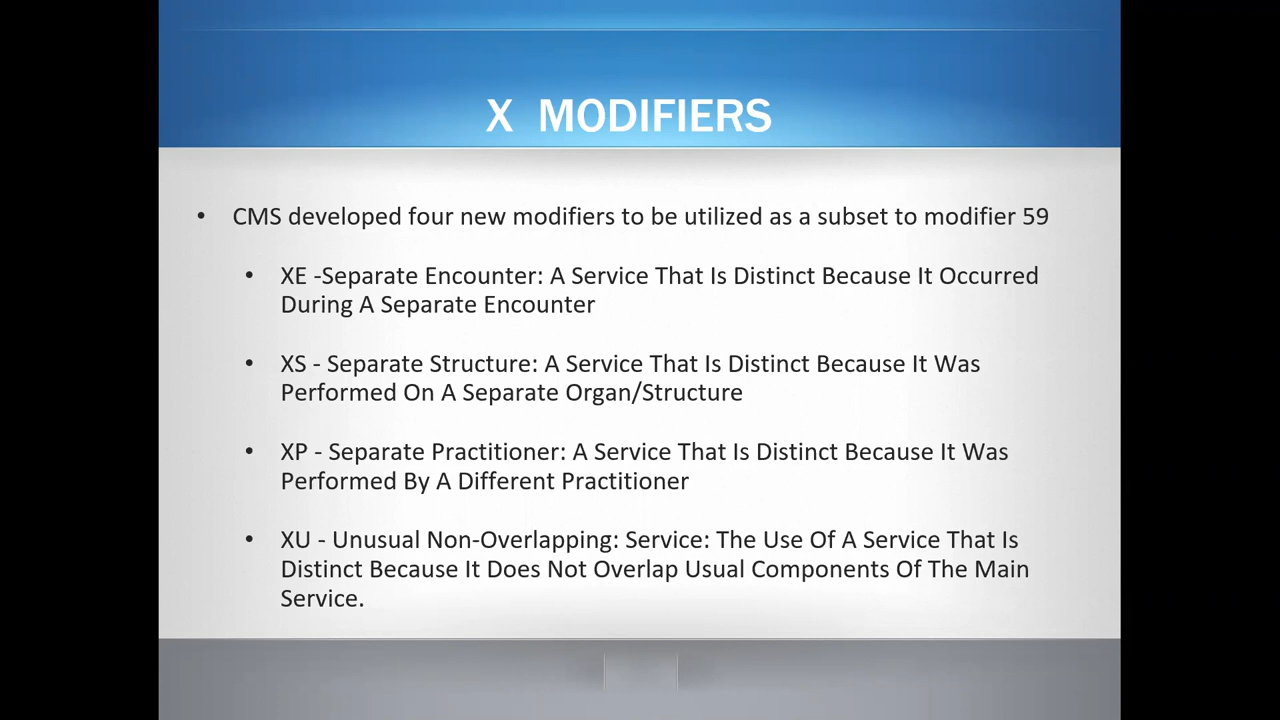 X MODIFIERS
• CMS developed four new modifiers to be utilized as a subset to modifier 59
• XE -Separate Encounter: A Service That Is Distinct Because It Occurred
During A Separate Encounter
• XS - Separate Structure: A Service That Is Distinct Because It Was
Performed On A Separate Organ/Structure
• XP - Separate Practitioner: A Service That Is Distinct Because It Was
Performed By A Different Practitioner
• XU - Unusual Non-Overlapping: Service: The Use Of A Service That Is
Distinct Because It Does Not Overlap Usual Components Of The Main
Service.